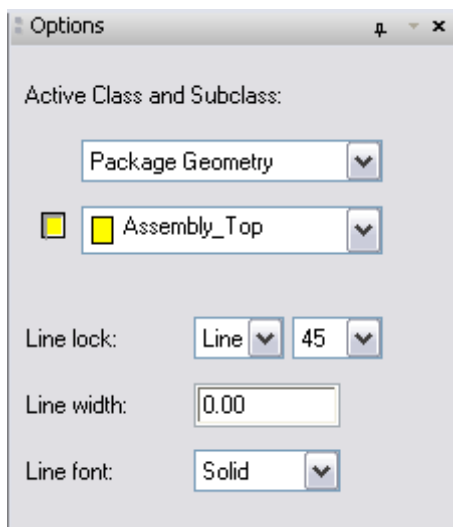 Options
Active Class and Subclass:
Package Geometry
Assembly_Top
Line lock: Line 45
Line width: 0.00
Line font: Solid